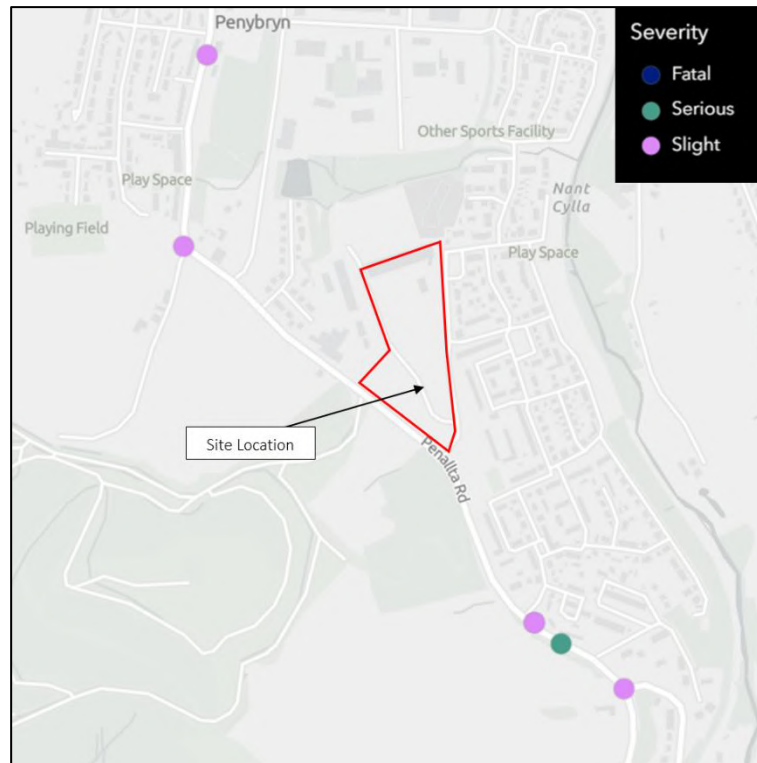 Penybryn
Severity
Fatal
Serious
Slight
Other Sports Facility
Play Space
Nant
Cylla
Playing Field
Play Space
Site Location
Penallta Rd